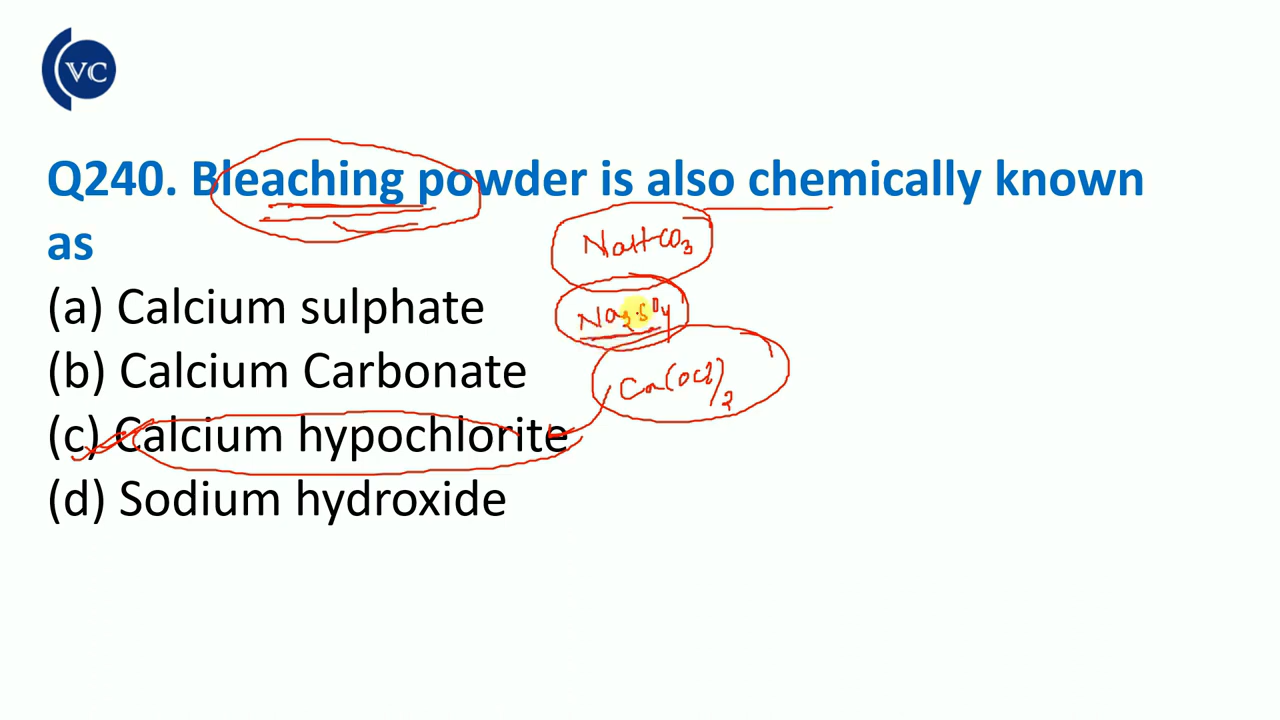 VC
Q240. Bleaching powder is also chemically known
as
NaHCO3
(a) Calcium sulphate
Na2SO4
(b) Calcium Carbonate
Ca(OCl)2
(c) Calcium hypochlorite
(d) Sodium hydroxide